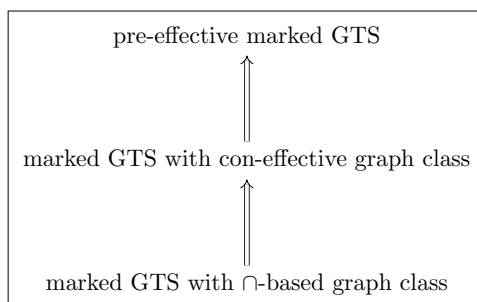 pre-effective marked GTS
marked GTS with con-effective graph class
marked GTS with ∩-based graph class